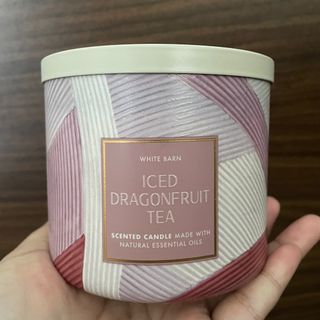 WHITE BARN
ICED
DRAGONFRUIT
TEA
SCENTED CANDLE MADE WITH
NATURAL ESSENTIAL OILS